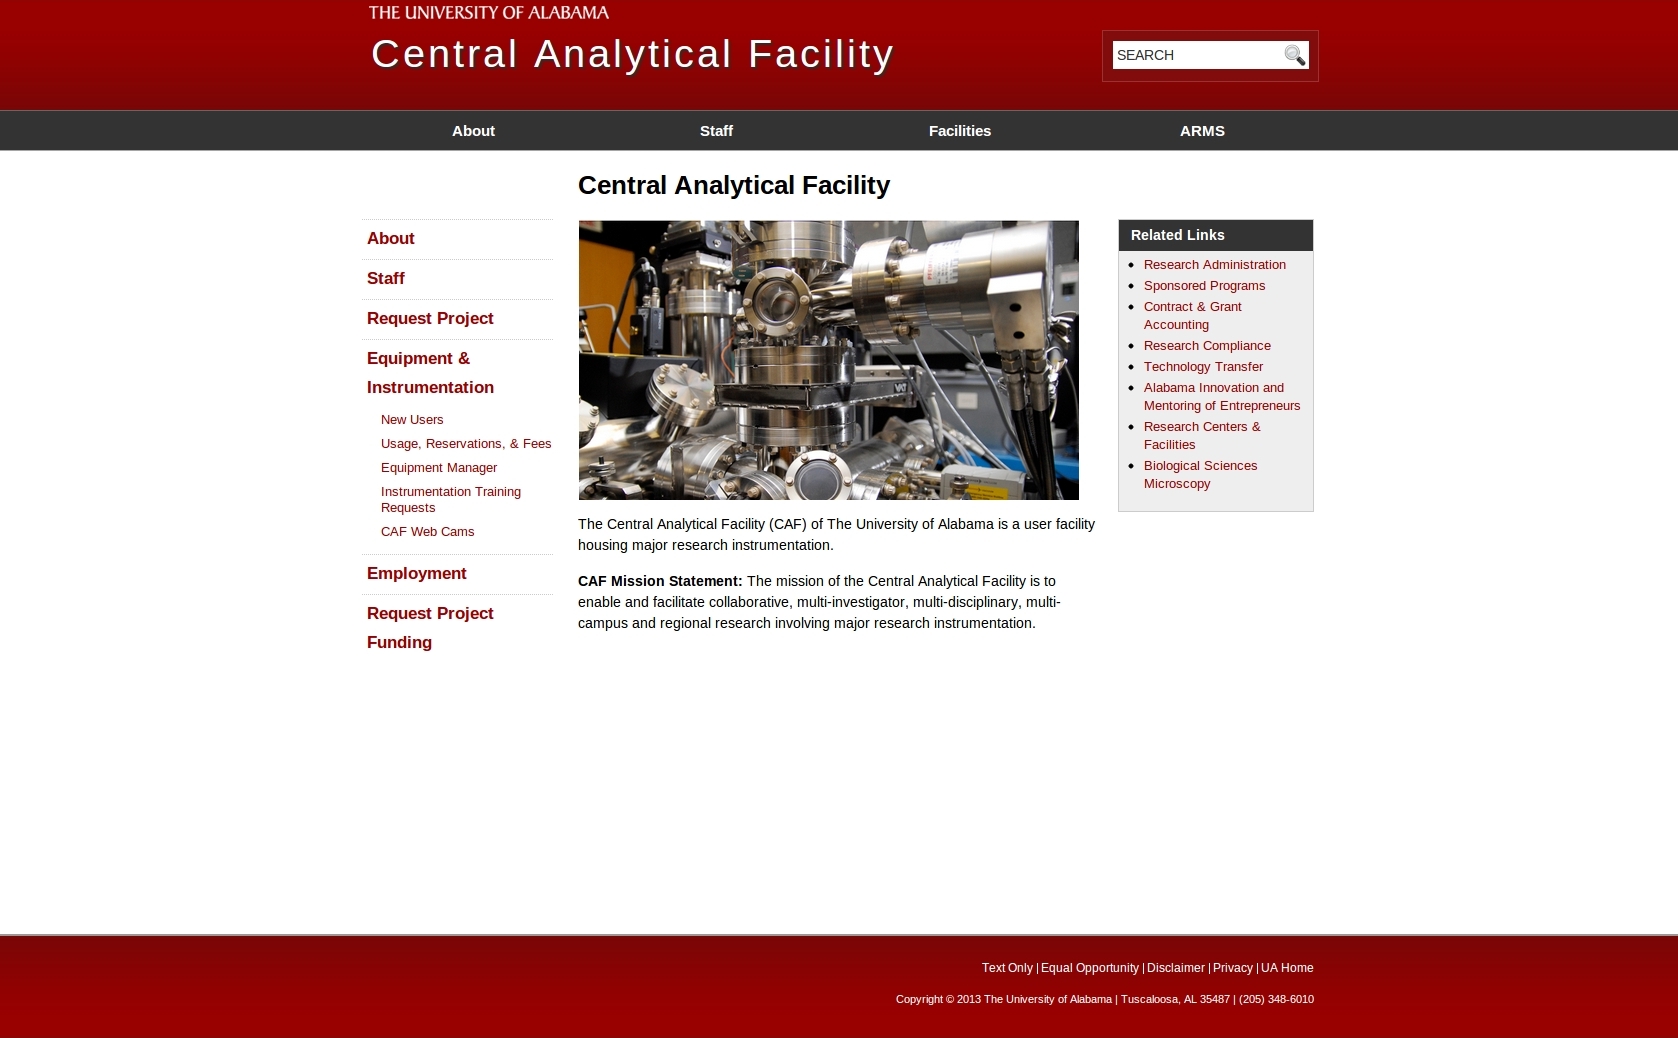 THE UNIVERSITY OF ALABAMA
Central Analytical Facility
SEARCH
About
Staff
Facilities
ARMS
Central Analytical Facility
About
Staff
Request Project
Equipment &
Instrumentation
New Users
Usage, Reservations, & Fees
Equipment Manager
Instrumentation Training
Requests
CAF Web Cams
Employment
Request Project
Funding
VAT
The Central Analytical Facility (CAF) of The University of Alabama is a user facility
housing major research instrumentation.
CAF Mission Statement: The mission of the Central Analytical Facility is to
enable and facilitate collaborative, multi-investigator, multi-disciplinary, multi-
campus and regional research involving major research instrumentation.
Related Links
Research Administration
Sponsored Programs
Contract & Grant
Accounting
Research Compliance
Technology Transfer
Alabama Innovation and
Mentoring of Entrepreneurs
Research Centers &
Facilities
Biological Sciences
Microscopy
Text Only | Equal Opportunity | Disclaimer | Privacy | UA Home
Copyright © 2013 The University of Alabama | Tuscaloosa, AL 35487 | (205) 348-6010